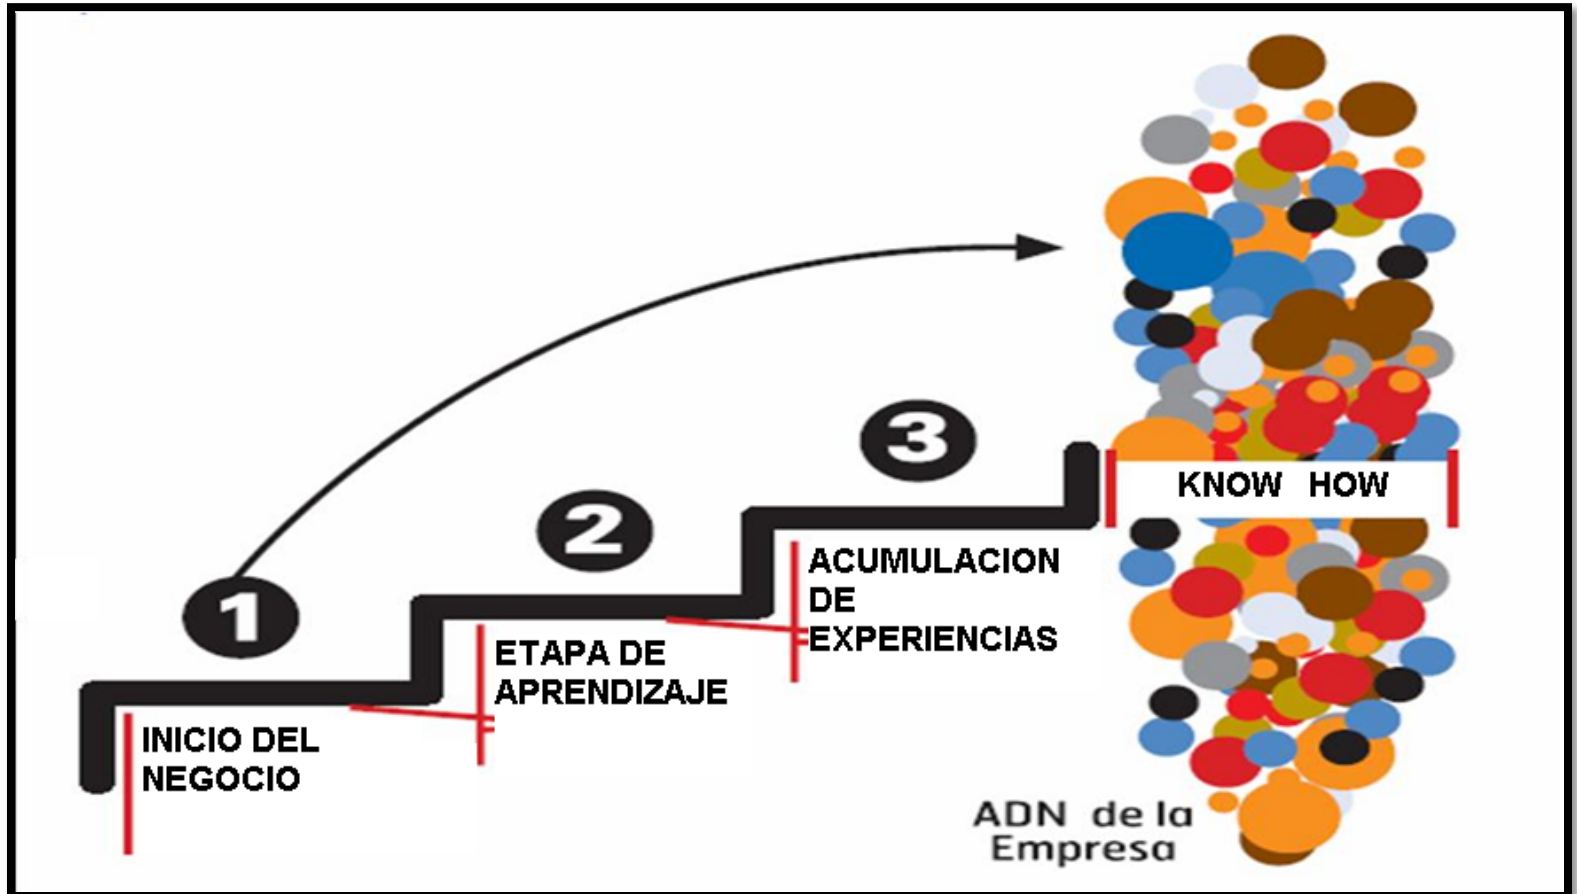 1
INICIO DEL
NEGOCIO
2
ETAPA DE
APRENDIZAJE
3
ACUMULACION
DE
EXPERIENCIAS
KNOW HOW
ADN de la
Empresa